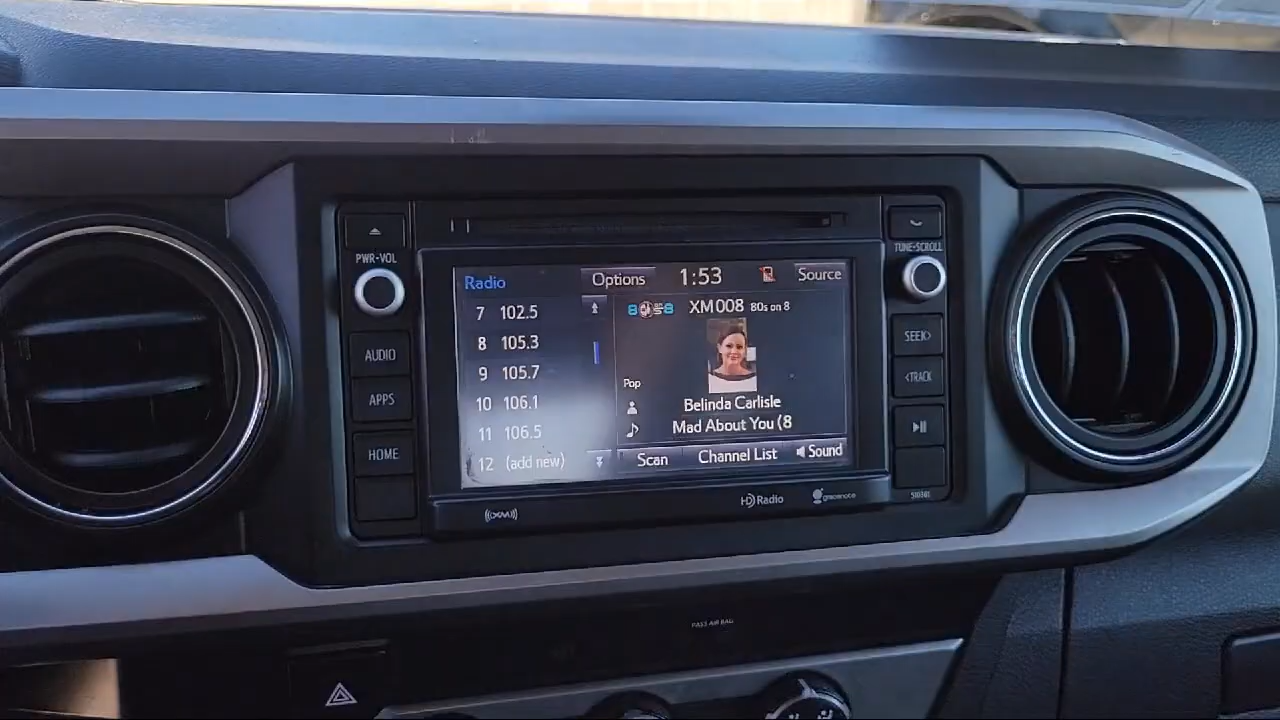 PWR-VOL
AUDIO
APPS
HOME
Radio
Options
1:53
Source
7 102.5
8 105.3
9 105.7
10 106.1
11 106.5
12 (add new)
XM008 80s on 8
Pop
Belinda Carlisle
Mad About You (8
Scan
Channel List
Sound
TUNE•SCROLL
SEEK>
<TRACK
510301
((XM))
HD Radio
gracenote
PASS AIR BAG